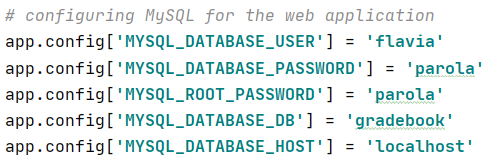 # configuring MySQL for the web application
app.config['MYSQL_DATABASE_USER'] = 'flavia'
app.config['MYSQL_DATABASE_PASSWORD'] = 'parola'
app.config['MYSQL_ROOT_PASSWORD'] = 'parola'
app.config['MYSQL_DATABASE_DB'] = 'gradebook'
app.config['MYSQL_DATABASE_HOST'] = 'localhost'